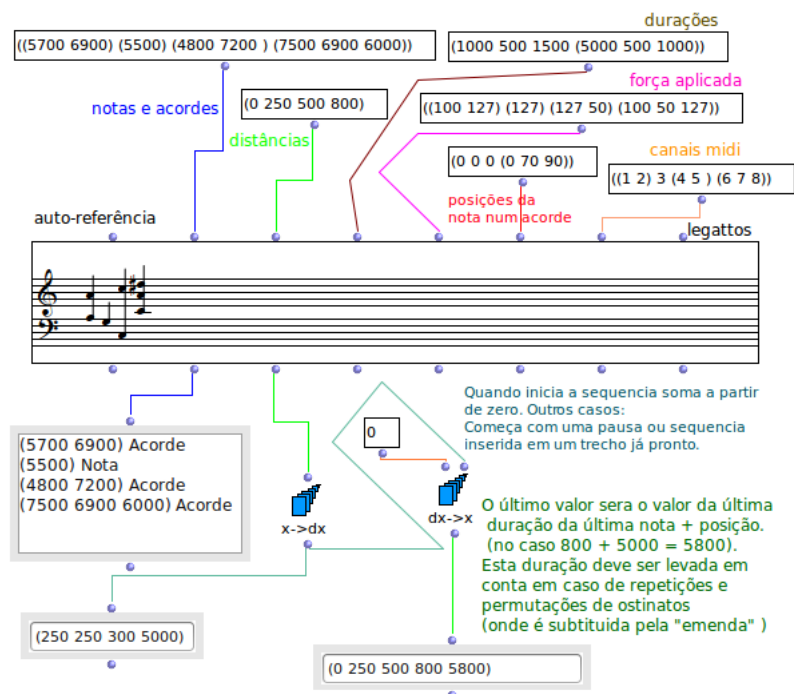 durações
((5700 6900) (5500) (4800 7200 ) (7500 6900 6000))
(1000 500 1500 (5000 500 1000))
força aplicada
notas e acordes
(0 250 500 800)
((100 127) (127) (127 50) (100 50 127))
distâncias
canais midi
(0 0 0 (0 70 90))
((1 2) 3 (4 5 ) (6 7 8))
posições da
nota num acorde
auto-referência
legattos
Quando inicia a sequencia soma a partir
de zero. Outros casos:
Começa com uma pausa ou sequencia
inserida em um trecho já pronto.
0
(5700 6900) Acorde
(5500) Nota
(4800 7200) Acorde
(7500 6900 6000) Acorde
x->dx
dx->x
O último valor sera o valor da última
duração da última nota + posição.
(no caso 800 + 5000 = 5800).
Esta duração deve ser levada em
conta em caso de repetições e
permutações de ostinatos
(onde é subtituida pela "emenda" )
(250 250 300 5000)
(0 250 500 800 5800)